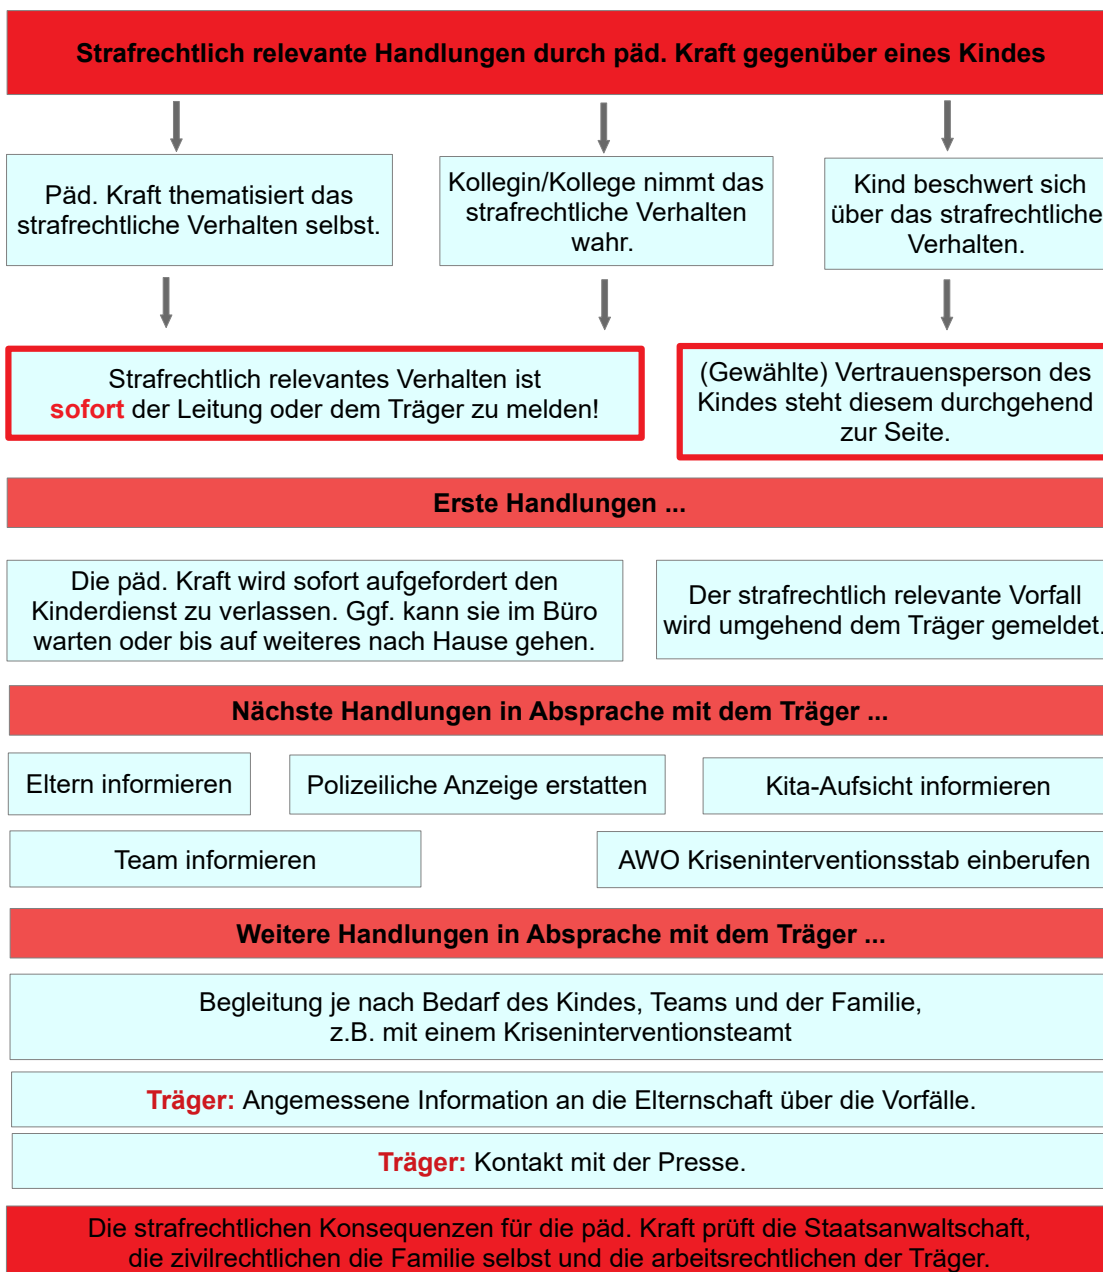 Strafrechtlich relevante Handlungen durch päd. Kraft gegenüber eines Kindes
Päd. Kraft thematisiert das
strafrechtliche Verhalten selbst.
Kollegin/Kollege nimmt das
strafrechtliche Verhalten
wahr.
Kind beschwert sich
über das strafrechtliche
Verhalten.
Strafrechtlich relevantes Verhalten ist
sofort der Leitung oder dem Träger zu melden!
(Gewählte) Vertrauensperson des
Kindes steht diesem durchgehend
zur Seite.
Erste Handlungen ...
Die päd. Kraft wird sofort aufgefordert den
Kinderdienst zu verlassen. Ggf. kann sie im Büro
warten oder bis auf weiteres nach Hause gehen.
Der strafrechtlich relevante Vorfall
wird umgehend dem Träger gemeldet.
Nächste Handlungen in Absprache mit dem Träger ...
Eltern informieren
Polizeiliche Anzeige erstatten
Kita-Aufsicht informieren
Team informieren
AWO Kriseninterventionsstab einberufen
Weitere Handlungen in Absprache mit dem Träger ...
Begleitung je nach Bedarf des Kindes, Teams und der Familie,
z.B. mit einem Kriseninterventionsteamt
Träger: Angemessene Information an die Elternschaft über die Vorfälle.
Träger: Kontakt mit der Presse.
Die strafrechtlichen Konsequenzen für die päd. Kraft prüft die Staatsanwaltschaft,
die zivilrechtlichen die Familie selbst und die arbeitsrechtlichen der Träger.